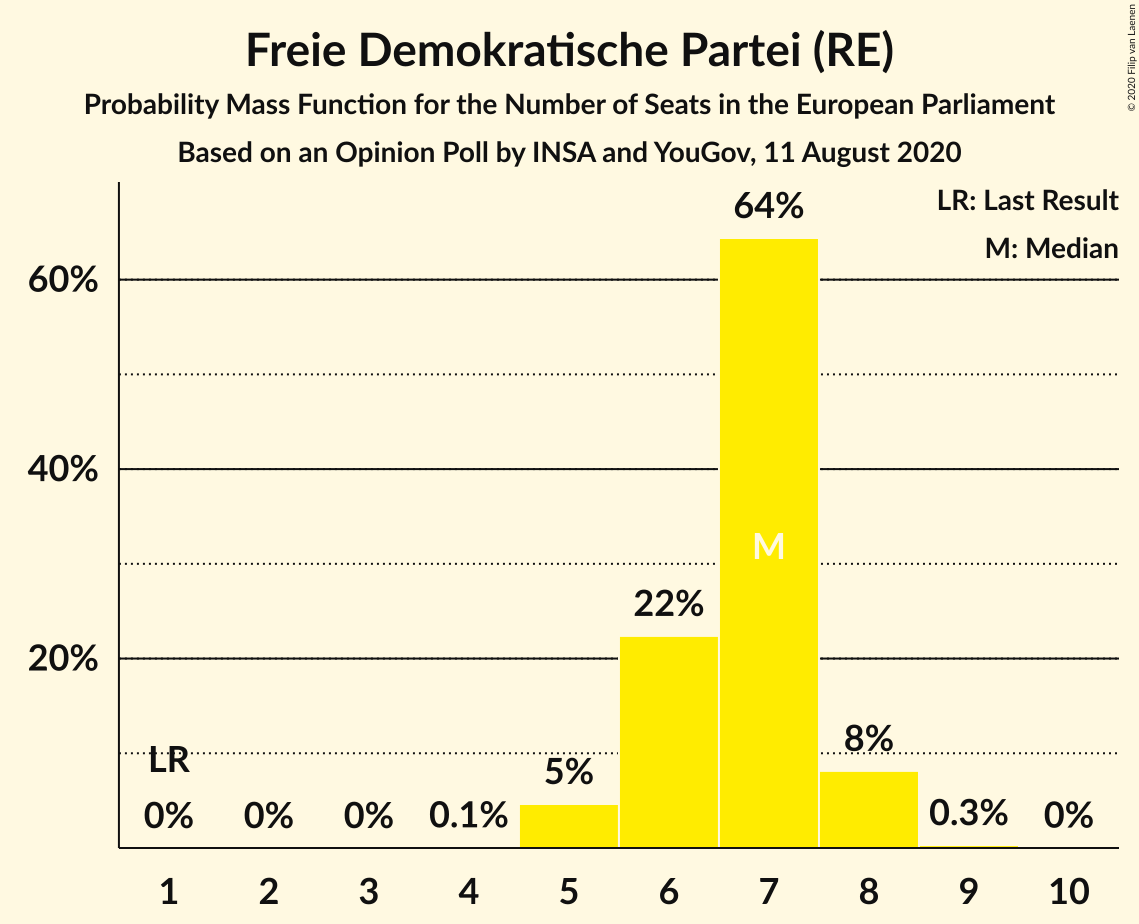 © 2020 Filip van Laenen
Freie Demokratische Partei (RE)
Probability Mass Function for the Number of Seats in the European Parliament
Based on an Opinion Poll by INSA and YouGov, 11 August 2020
LR: Last Result
M: Median
64%
60%
40%
M
22%
20%
LR
8%
5%
0% 0% 0% 0.1% 0.3% 0%
1 2 3 4 5 6 7 8 9 10